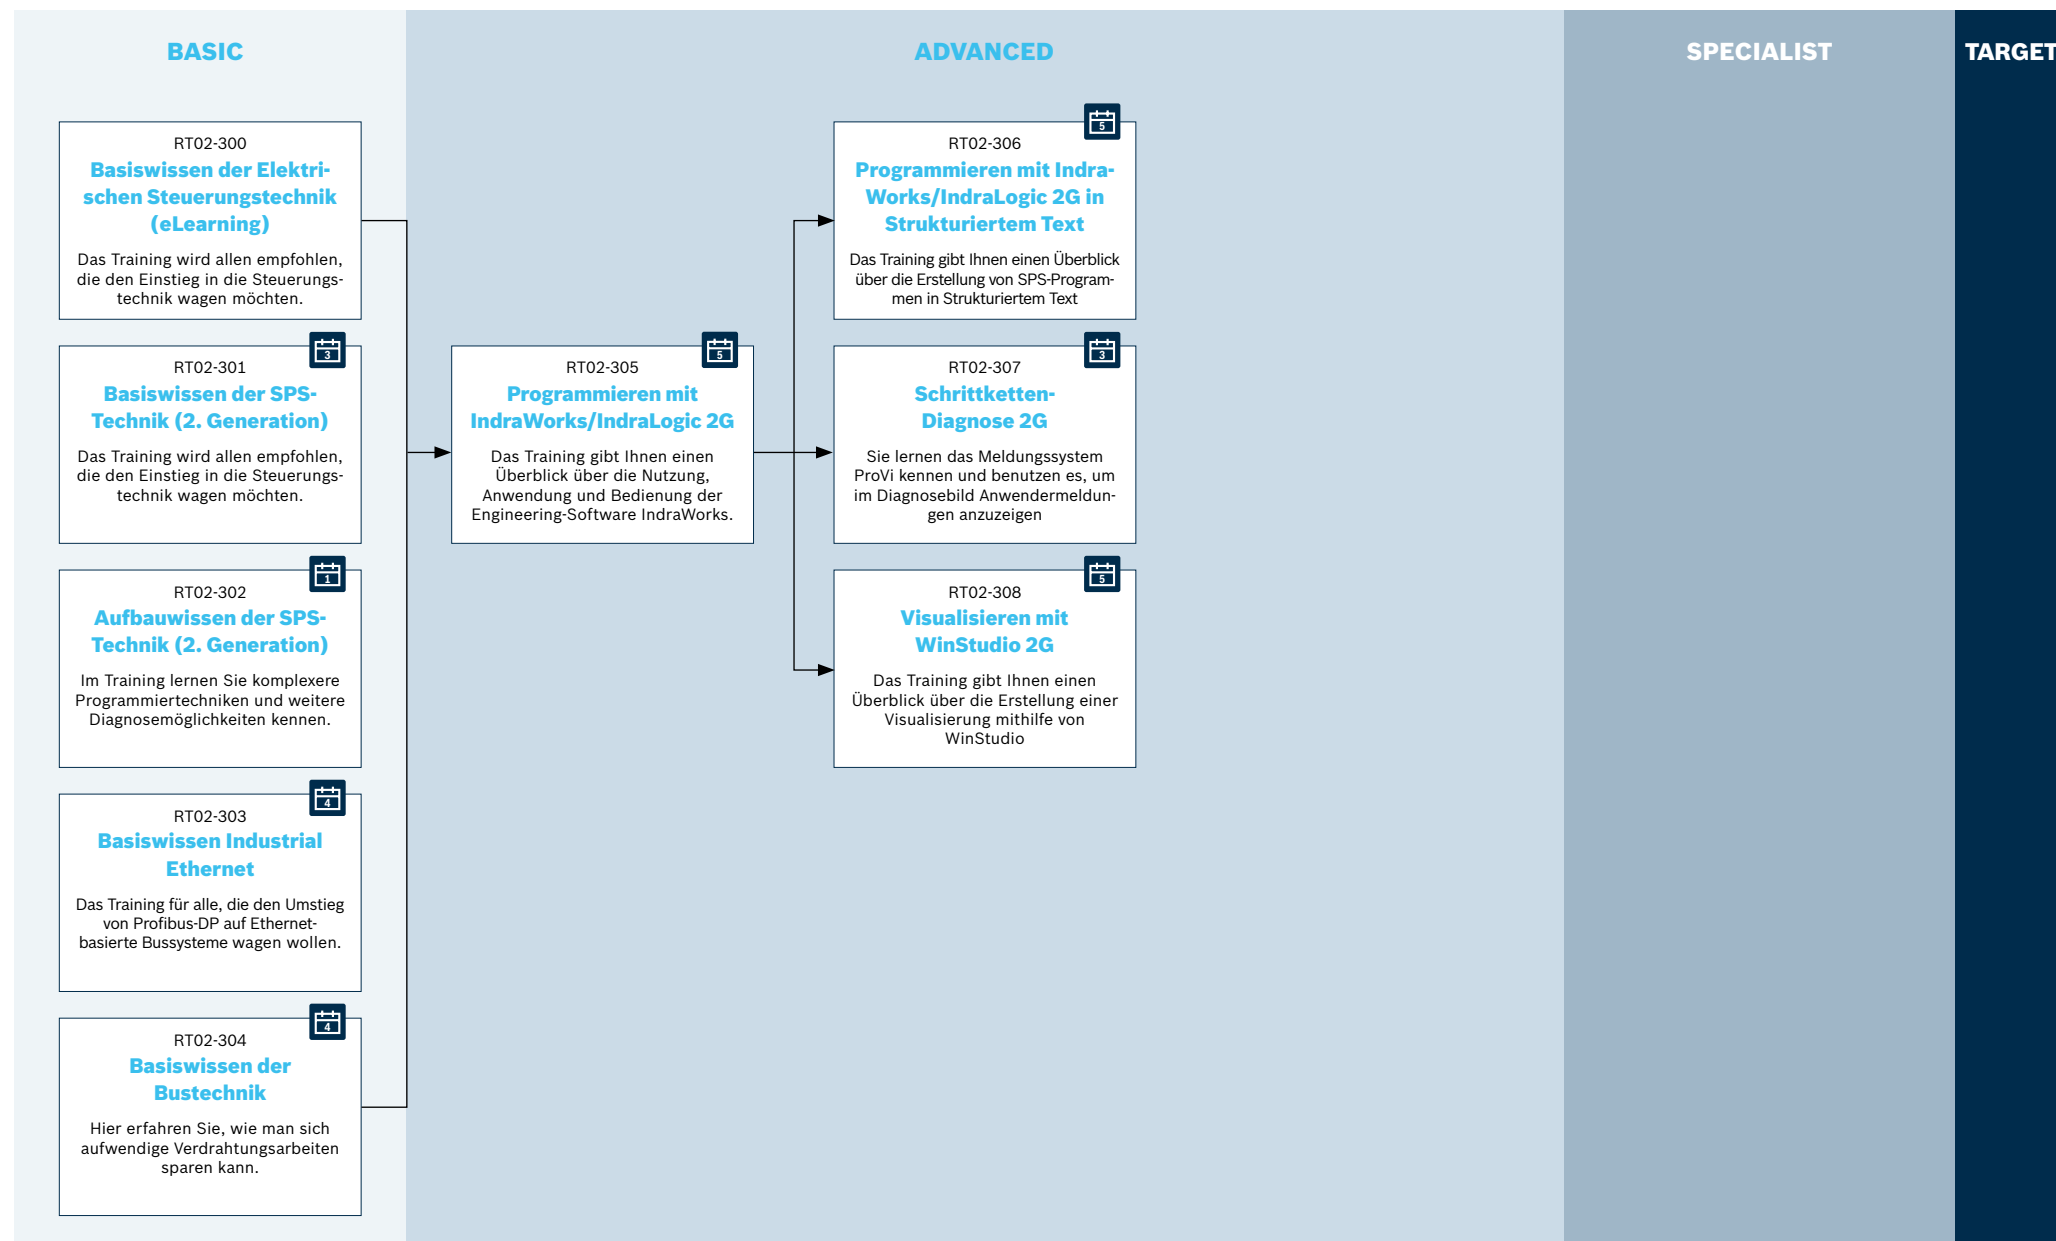 BASIC
ADVANCED
SPECIALIST
TARGET
RT02-300
Basiswissen der Elektri-
schen Steuerungstechnik
(eLearning)
Das Training wird allen empfohlen,
die den Einstieg in die Steuerungs-
technik wagen möchten.
3
RT02-301
Basiswissen der SPS-
Technik (2. Generation)
Das Training wird allen empfohlen,
die den Einstieg in die Steuerungs-
technik wagen möchten.
1
RT02-302
Aufbauwissen der SPS-
Technik (2. Generation)
Im Training lernen Sie komplexere
Programmiertechniken und weitere
Diagnosemöglichkeiten kennen.
4
RT02-303
Basiswissen Industrial
Ethernet
Das Training für alle, die den Umstieg
von Profibus-DP auf Ethernet-
basierte Bussysteme wagen wollen.
4
RT02-304
Basiswissen der
Bustechnik
Hier erfahren Sie, wie man sich
aufwendige Verdrahtungsarbeiten
sparen kann.
5
RT02-305
Programmieren mit
IndraWorks/IndraLogic 2G
Das Training gibt Ihnen einen
Überblick über die Nutzung,
Anwendung und Bedienung der
Engineering-Software IndraWorks.
5
RT02-306
Programmieren mit Indra-
Works/IndraLogic 2G in
Strukturiertem Text
Das Training gibt Ihnen einen Überblick
über die Erstellung von SPS-Program-
men in Strukturiertem Text
3
RT02-307
Schrittketten-
Diagnose 2G
Sie lernen das Meldungssystem
ProVi kennen und benutzen es, um
im Diagnosebild Anwendermeldun-
gen anzuzeigen
5
RT02-308
Visualisieren mit
WinStudio 2G
Das Training gibt Ihnen einen
Überblick über die Erstellung einer
Visualisierung mithilfe von
WinStudio